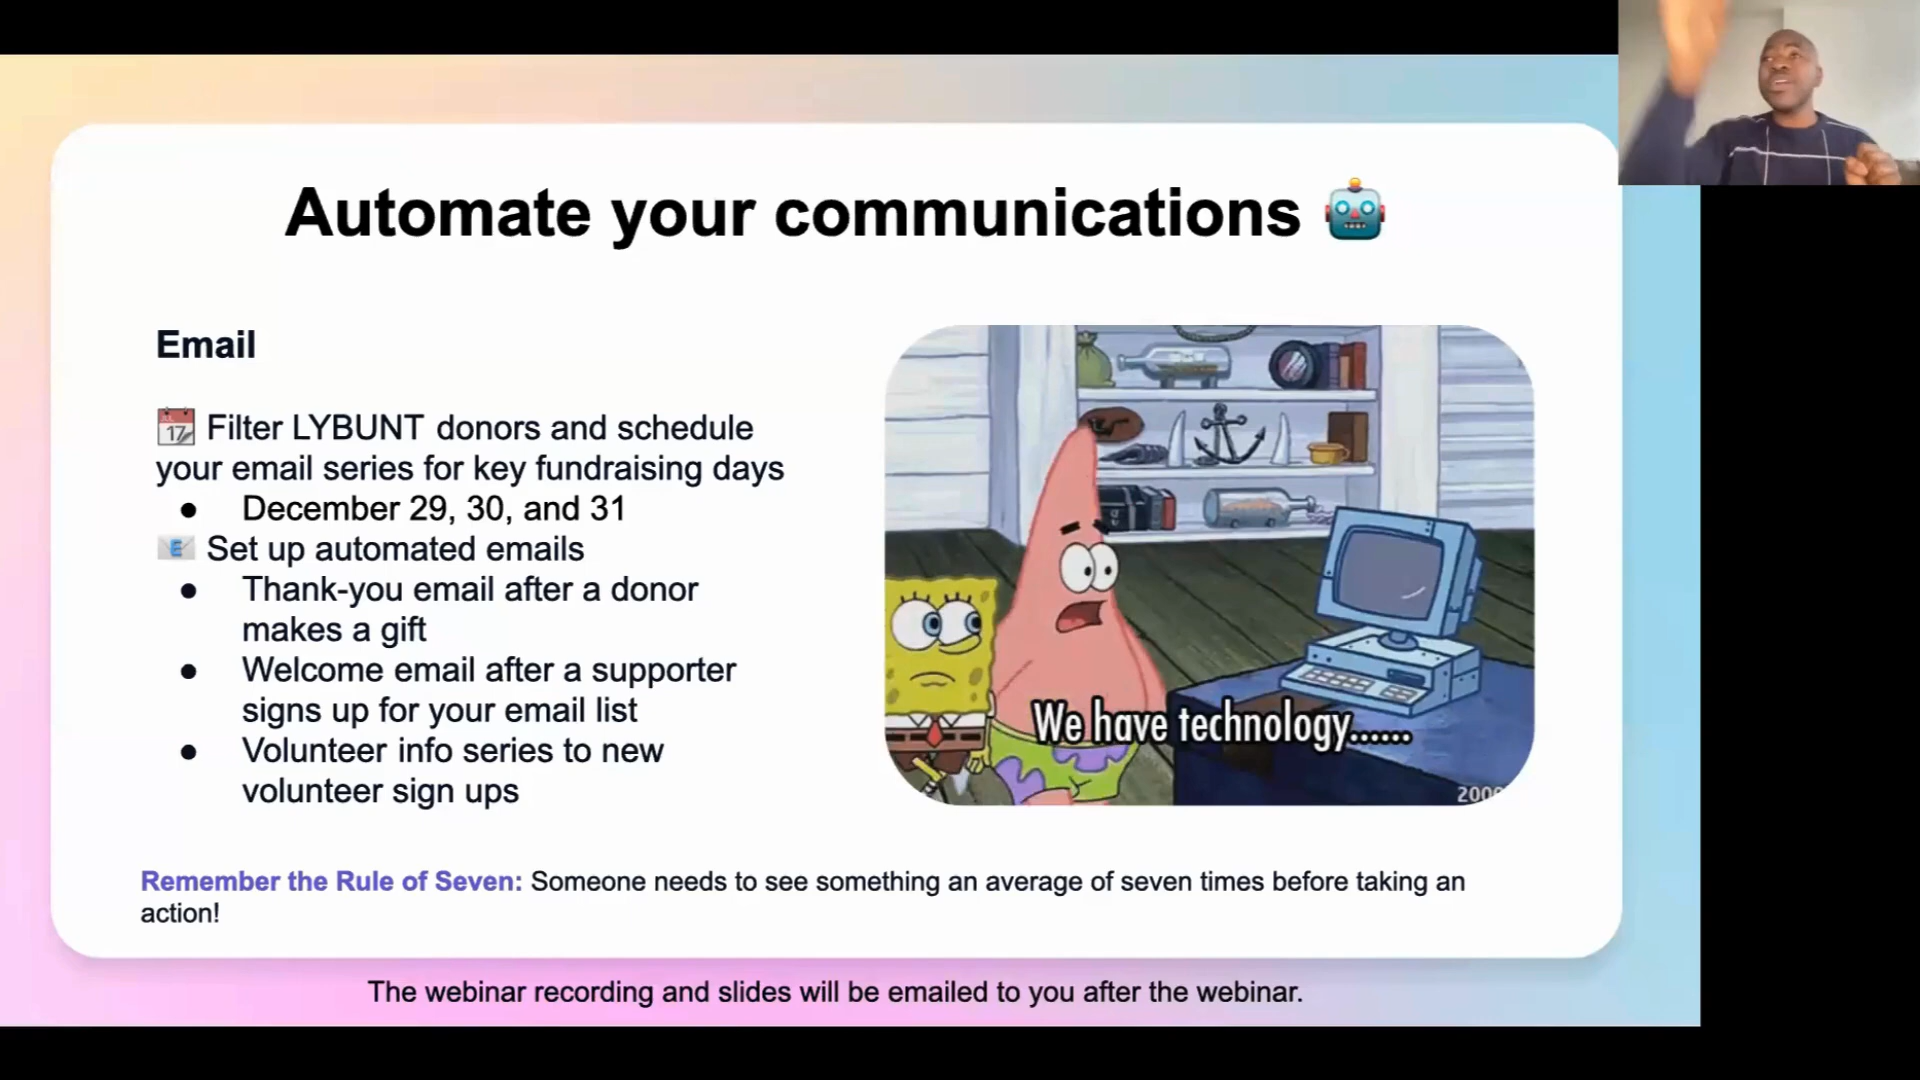 Automate your communications
Email
17 Filter LYBUNT donors and schedule
your email series for key fundraising days
● December 29, 30, and 31
E Set up automated emails
● Thank-you email after a donor
makes a gift
● Welcome email after a supporter
signs up for your email list
● Volunteer info series to new
volunteer sign ups
We have technology......
2000
Remember the Rule of Seven: Someone needs to see something an average of seven times before taking an
action!
The webinar recording and slides will be emailed to you after the webinar.